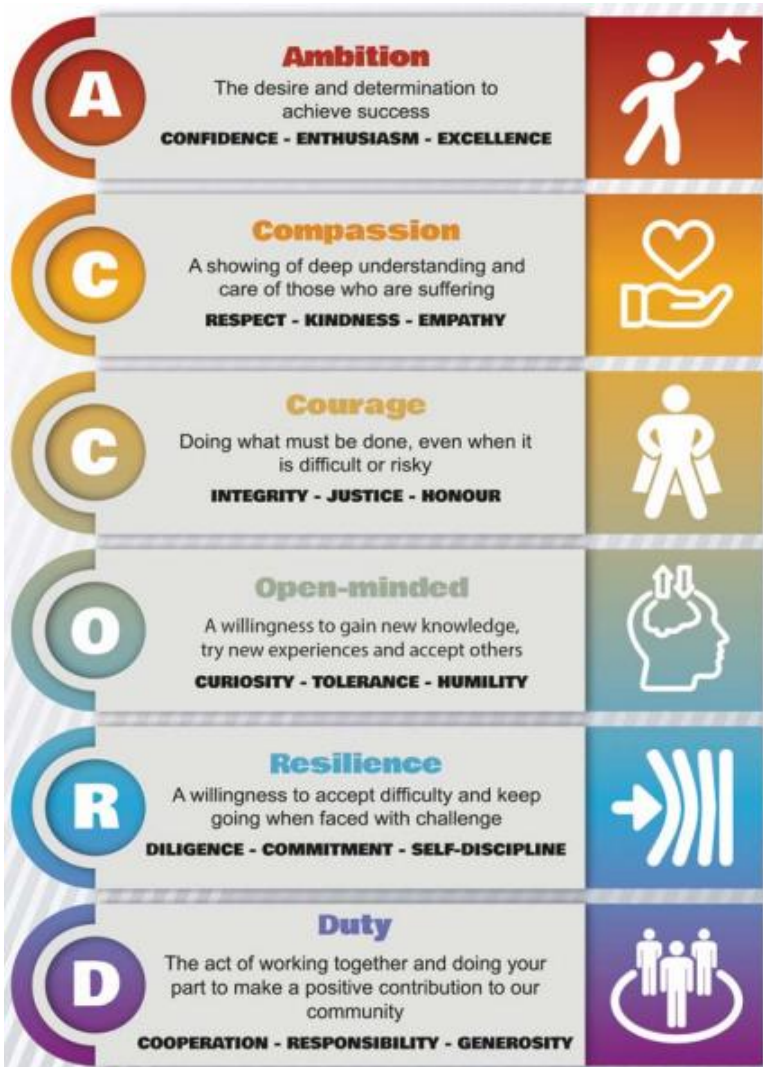 A
Ambition
The desire and determination to
achieve success
CONFIDENCE - ENTHUSIASM - EXCELLENCE
C
Compassion
A showing of deep understanding and
care of those who are suffering
RESPECT - KINDNESS - EMPATHY
C
Courage
Doing what must be done, even when it
is difficult or risky
INTEGRITY - JUSTICE - HONOUR
O
Open-minded
A willingness to gain new knowledge,
try new experiences and accept others
CURIOSITY - TOLERANCE - HUMILITY
R
Resilience
A willingness to accept difficulty and keep
going when faced with challenge
DILIGENCE - COMMITMENT - SELF-DISCIPLINE
D
Duty
The act of working together and doing your
part to make a positive contribution to our
community
COOPERATION - RESPONSIBILITY - GENEROSITY